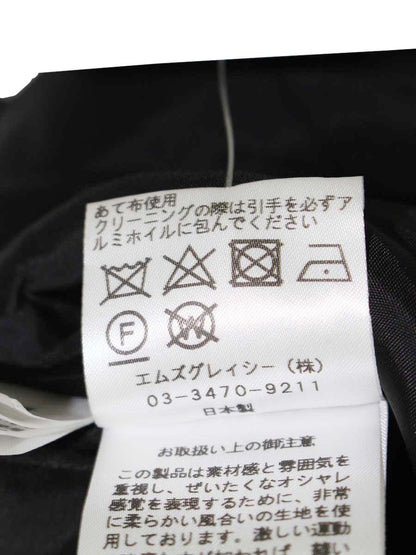 あて布使用
クリーニングの際は引手を必ずア
ルミホイルに包んでください
F
W
エムズグレイシー（株）
03-3470-9211
日本製
お取扱い上の御注意
この製品は素材感と雰囲気を
重視し、ぜいたくなオシャレ
感覚を表現するために、非常
に柔らかい風合いの生地を使
用しております。激しい運動